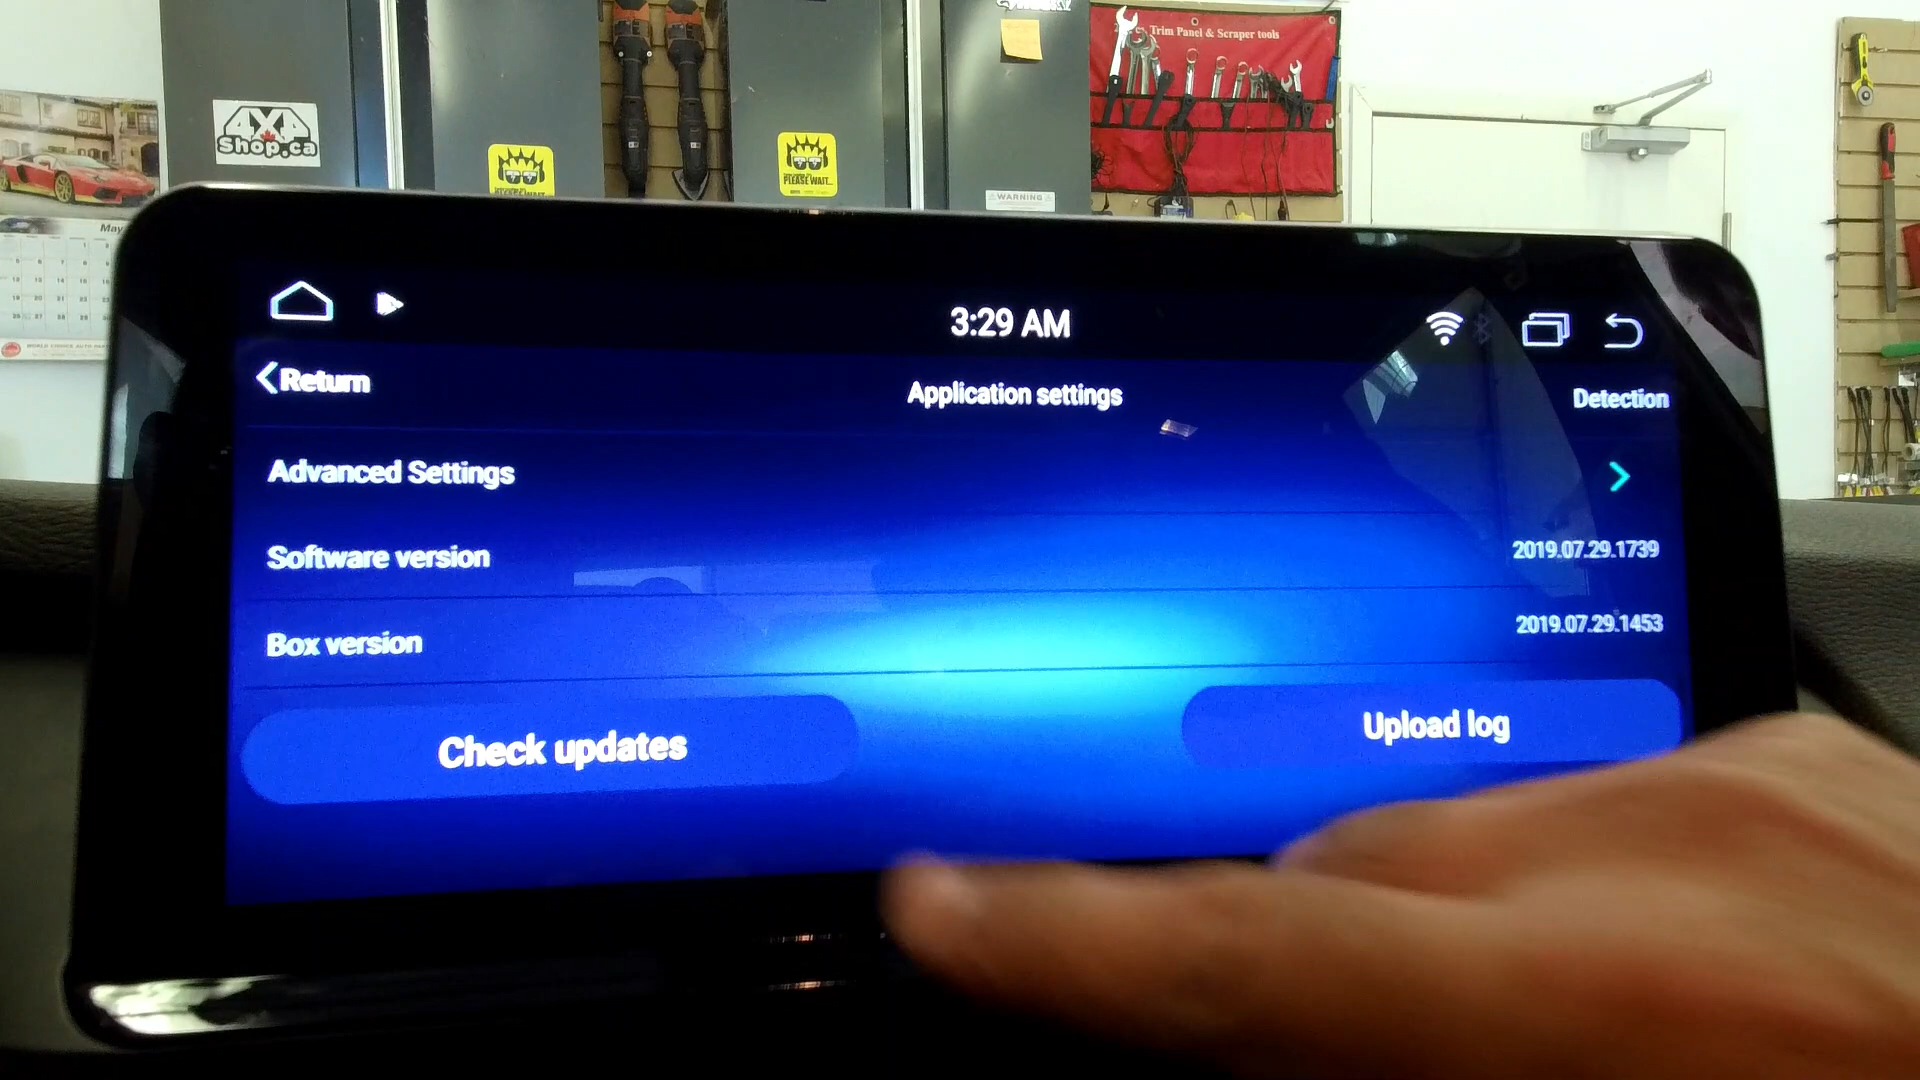 Trim Panel & Scraper tools
4X4
Shop.ca
PLEASE WAIT...
WARNING
May
3:29 AM
Return
Application settings
Detection
Advanced Settings
Software version
2019.07.29.1739
Box version
2019.07.29.1453
Check updates
Upload log